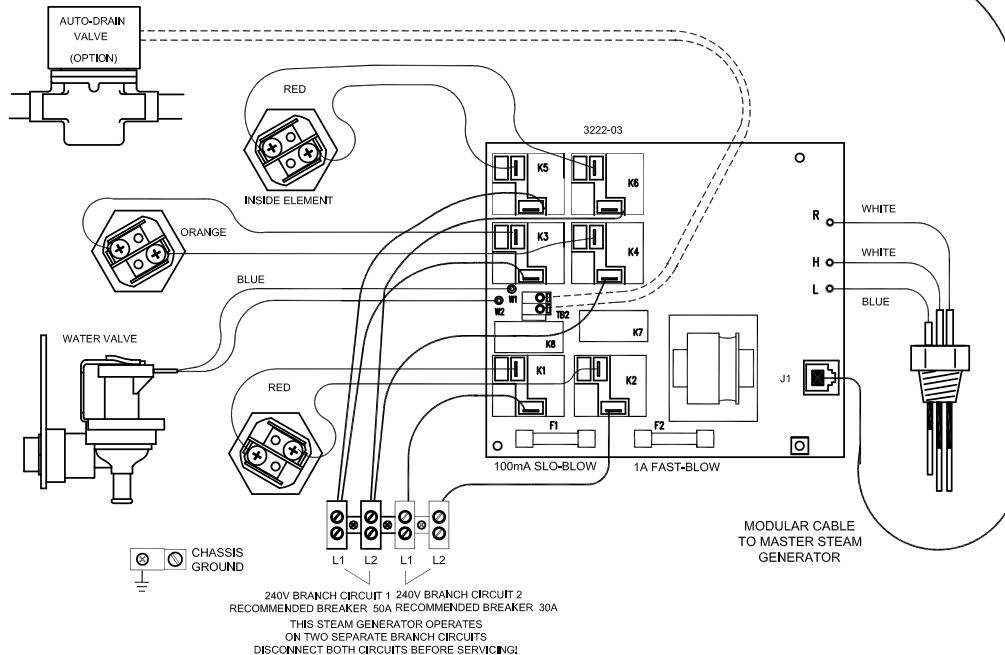 AUTO-DRAIN
VALVE
(OPTION)
RED
INSIDE ELEMENT
ORANGE
BLUE
WATER VALVE
RED
3222-03
K5
K6
K3
K4
W1
W2
TB2
K8
K7
K1
K2
F1
F2
100mA SLO-BLOW
1A FAST-BLOW
R
H
L
J1
WHITE
WHITE
BLUE
MODULAR CABLE
TO MASTER STEAM
GENERATOR
CHASSIS
GROUND
L1 L2 L1 L2
240V BRANCH CIRCUIT 1 240V BRANCH CIRCUIT 2
RECOMMENDED BREAKER 50A RECOMMENDED BREAKER 30A
THIS STEAM GENERATOR OPERATES
ON TWO SEPARATE BRANCH CIRCUITS
DISCONNECT BOTH CIRCUITS BEFORE SERVICING!